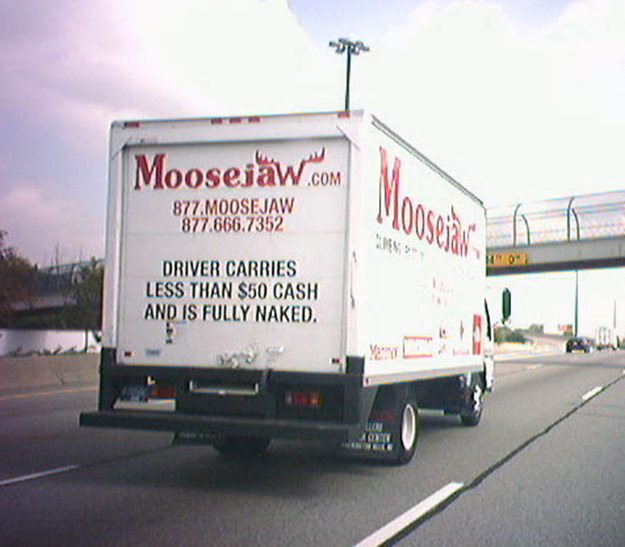 Moosejaw.COM
877.MOOSEJAW
877.666.7352
DRIVER CARRIES
LESS THAN $50 CASH
AND IS FULLY NAKED.
Moosejaw